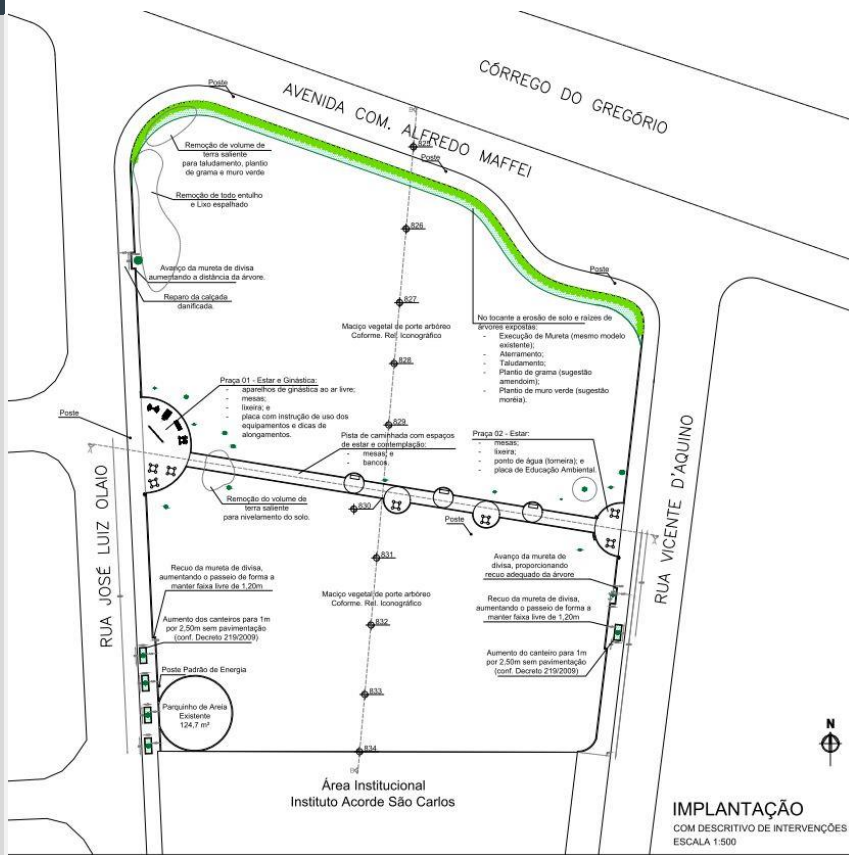 CÓRREGO DO GREGÓRIO
AVENIDA COM. ALFREDO MAFFEI
Poste
825
Poste
Remoção de volume de
terra saliente
para taludamento, plantio
de grama e muro verde
Remoção de todo entulho
e Lixo espalhado
826
Avanço da mureta de divisa
aumentando a distância da árvore.
Reparo da calçada
danificada.
Poste
827
Maciço vegetal de porte arbóreo
Coforme. Rel. Iconográfico
828
No tocante a erosão de solo e raízes de
árvores expostas:
- Execução de Mureta (mesmo modelo
existente);
- Aterramento;
- Taludamento;
- Plantio de grama (sugestão
amendoim);
- Plantio de muro verde (sugestão
moréia).
Praça 01 - Estar e Ginástica:
- aparelhos de ginástica ao ar livre;
- mesas;
- lixeira; e
- placa com instrução de uso dos
equipamentos e dicas de
alongamentos.
Poste
829
Pista de caminhada com espaços
de estar e contemplação:
- mesas; e
- bancos.
Praça 02 - Estar:
- mesas;
- lixeira;
- ponto de água (torneira); e
- placa de Educação Ambiental.
Remoção do volume de
terra saliente
para nivelamento do solo.
830
Poste
RUA JOSÉ LUIZ OLAIO
RUA VICENTE D'AQUINO
831
Recuo da mureta de divisa,
aumentando o passeio de forma a
manter faixa livre de 1,20m
Maciço vegetal de porte arbóreo
Coforme. Rel. Iconográfico
Avanço da mureta de
divisa, proporcionando
recuo adequado da árvore
Recuo da mureta de divisa,
aumentando o passeio de forma a
manter faixa livre de 1,20m
Aumento dos canteiros para 1m
por 2,50m sem pavimentação
(conf. Decreto 219/2009)
832
Aumento do canteiro para 1m
por 2,50m sem pavimentação
(conf. Decreto 219/2009)
Poste Padrão de Energia
833
Parquinho de Areia
Existente
124,7 m²
834
N
Área Institucional
Instituto Acorde São Carlos
IMPLANTAÇÃO
COM DESCRITIVO DE INTERVENÇÕES
ESCALA 1:500